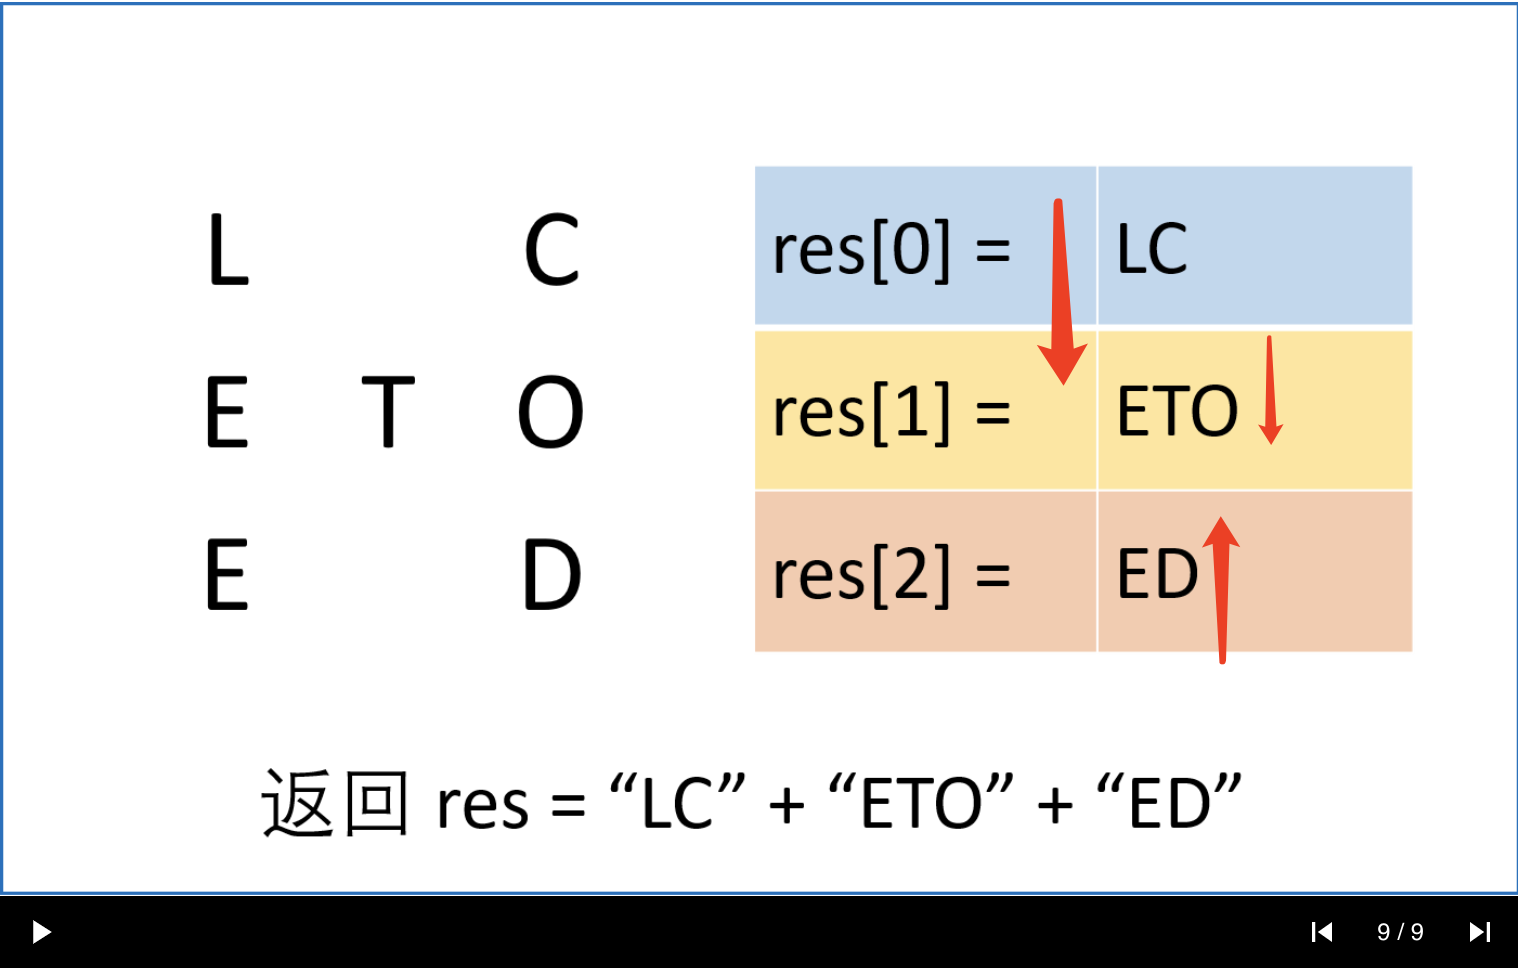 L C
res[0] = LC
E T O
res[1] = ETO
E D
res[2] = ED
返回 res = “LC” + “ETO” + “ED”
9 / 9